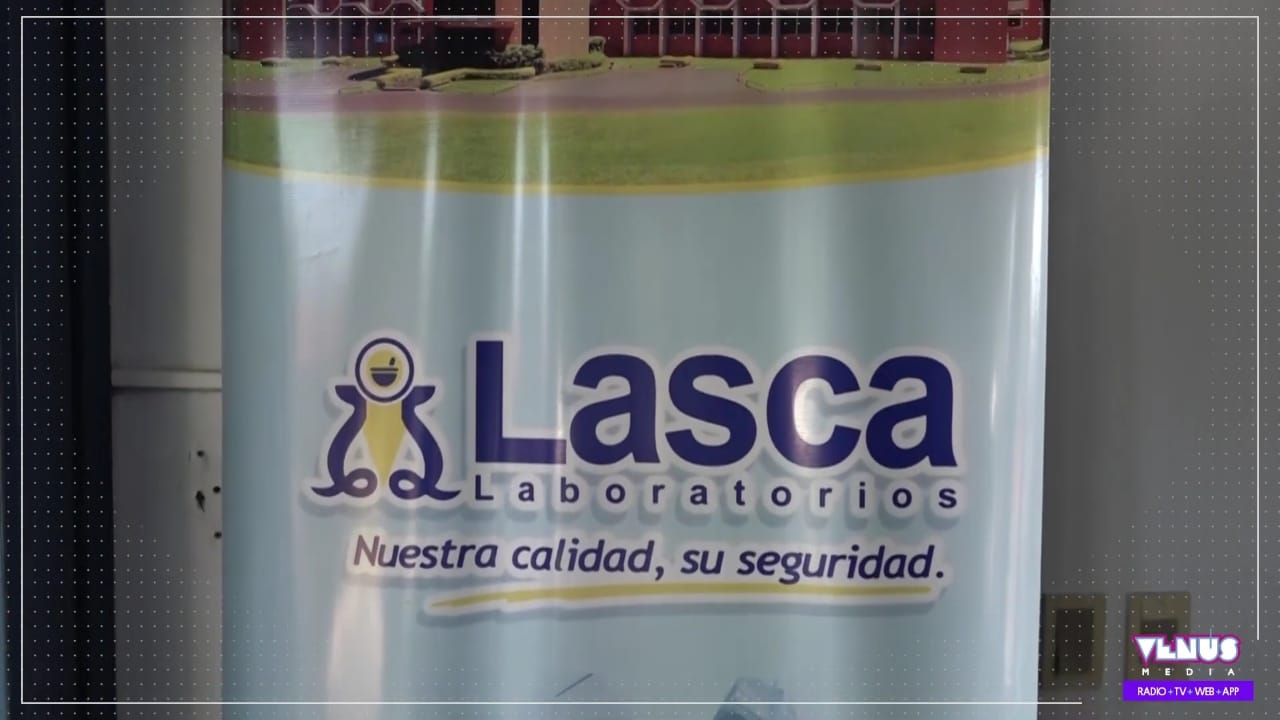 Lasca
Laboratorios
Nuestra calidad, su seguridad.
VENUS
MEDIA
RADIO + TV + WEB + APP